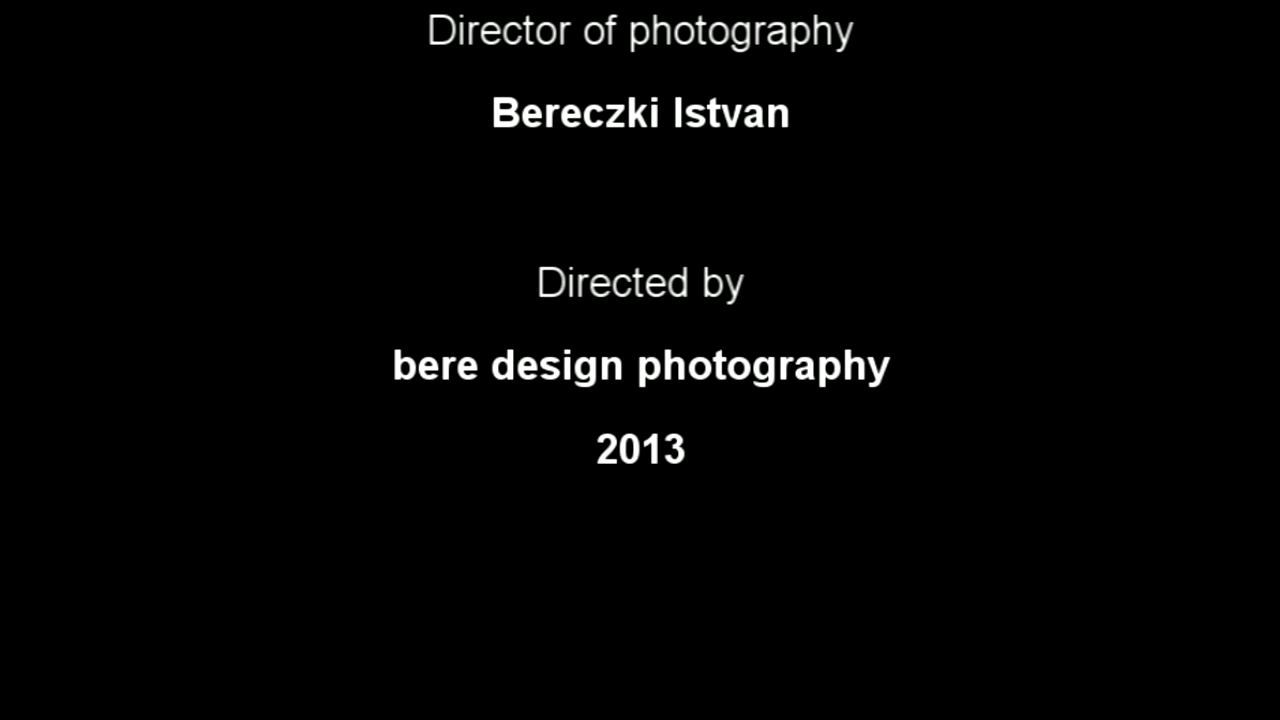 Director of photography
Bereczki Istvan
Directed by
bere design photography
2013